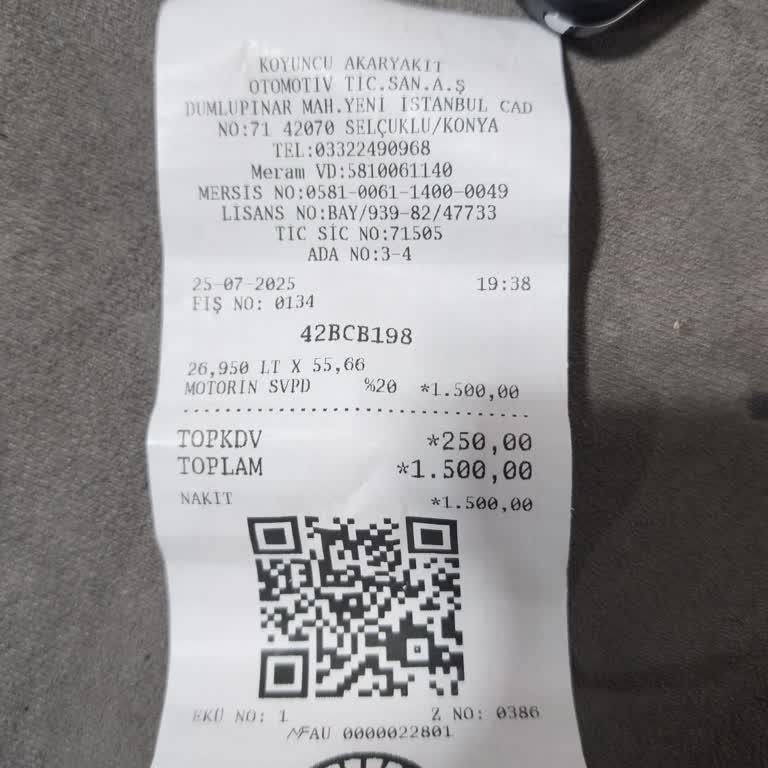 KOYUNCU AKARYAKIT
OTOMOTİV TİC.SAN.A.Ş
DUMLUPINAR MAH.YENİ İSTANBUL CAD
NO:71 42070 SELÇUKLU/KONYA
TEL:03322490968
Meram VD:5810061140
MERSİS NO:0581-0061-1400-0049
LİSANS NO:BAY/939-82/47733
TİC SİC NO:71505
ADA NO:3-4
25-07-2025 19:38
FİŞ NO: 0134
42BCB198
26,950 LT X 55,66
MOTORİN SVPD %20 *1.500,00
TOPKDV *250,00
TOPLAM *1.500,00
NAKİT *1.500,00
EKÜ NO: 1 Z NO: 0386
MF AU 0000022801